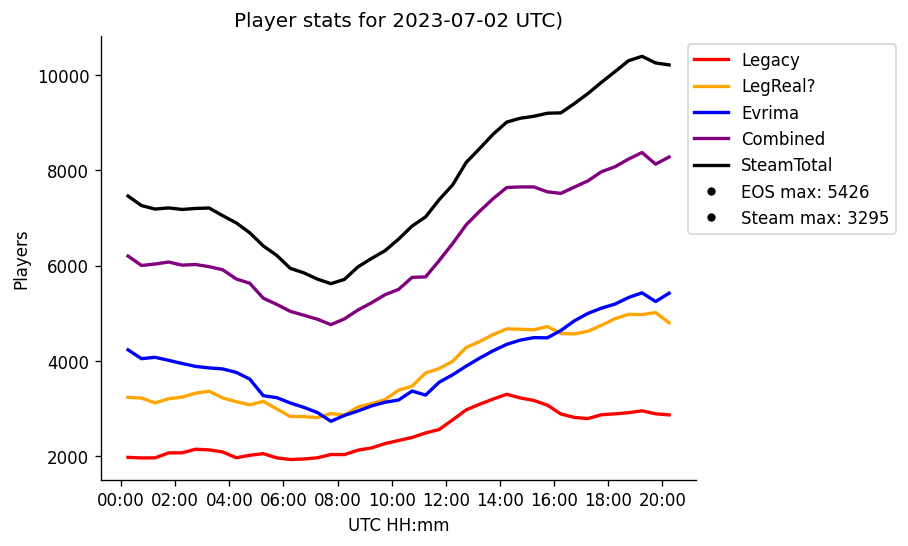 Player stats for 2023-07-02 UTC)
Players
10000
8000
6000
4000
2000
00:00 02:00 04:00 06:00 08:00 10:00 12:00 14:00 16:00 18:00 20:00
UTC HH:mm
Legacy
LegReal?
Evrima
Combined
SteamTotal
EOS max: 5426
Steam max: 3295